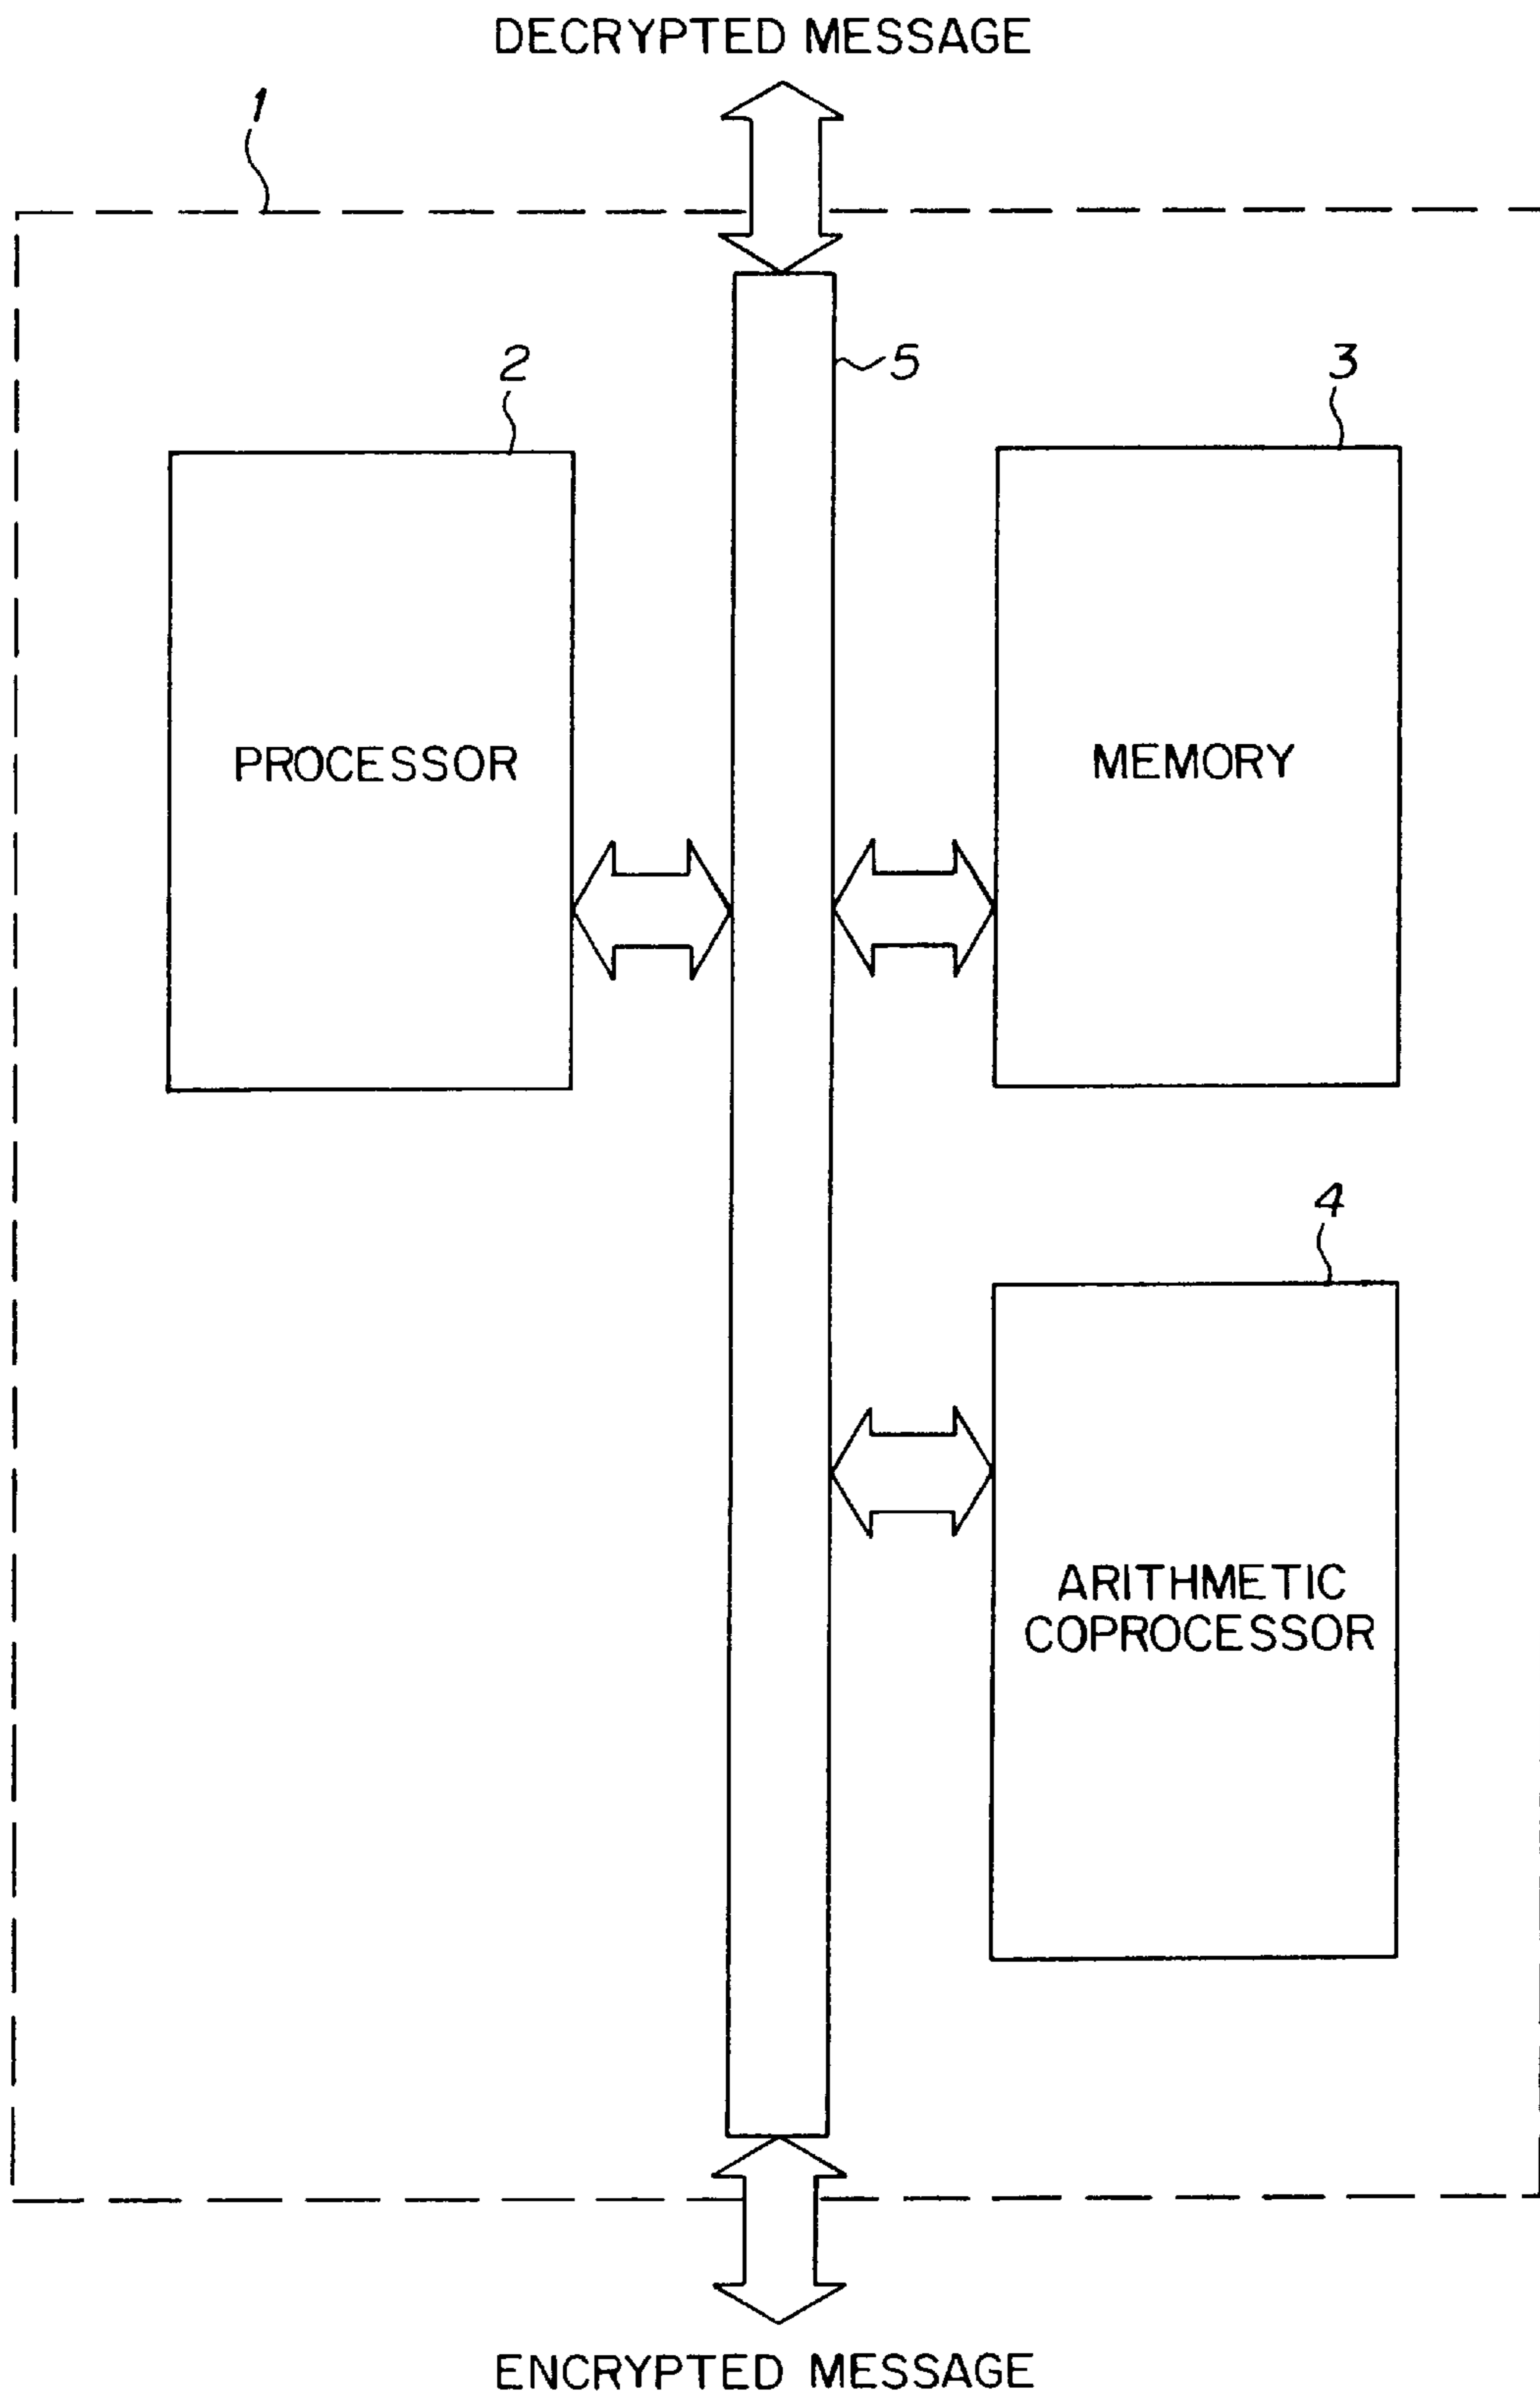 DECRYPTED MESSAGE
1
2
5
3
PROCESSOR
MEMORY
4
ARITHMETIC
COPROCESSOR
ENCRYPTED MESSAGE